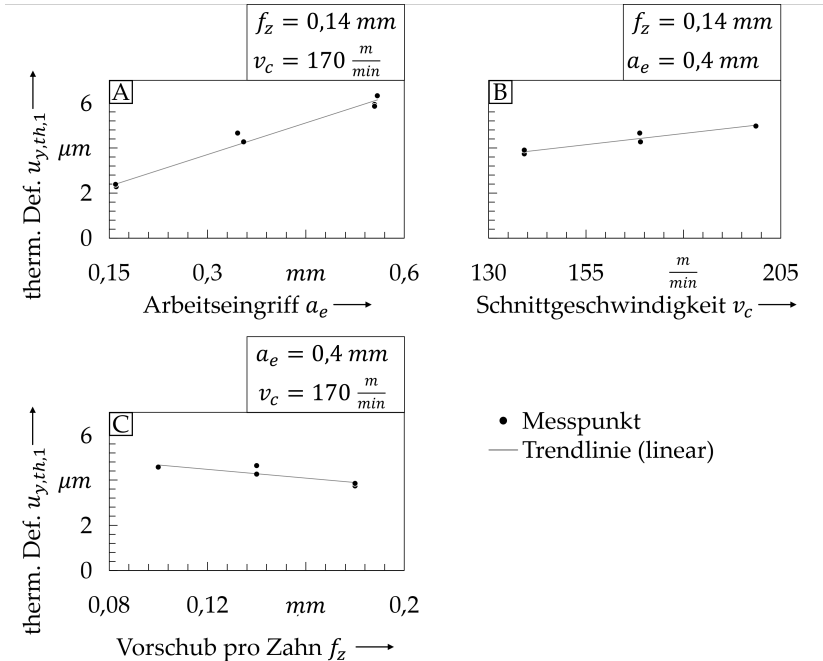 f_z = 0,14 mm
v_c = 170 m/min
A
6
μm
2
0
therm. Def. u_y,th,1
0,15 0,3 mm 0,6
Arbeitseingriff a_e
f_z = 0,14 mm
a_e = 0,4 mm
B
130 155 m/min 205
Schnittgeschwindigkeit v_c
a_e = 0,4 mm
v_c = 170 m/min
C
6
μm
2
0
therm. Def. u_y,th,1
0,08 0,12 mm 0,2
Vorschub pro Zahn f_z
Messpunkt
Trendlinie (linear)